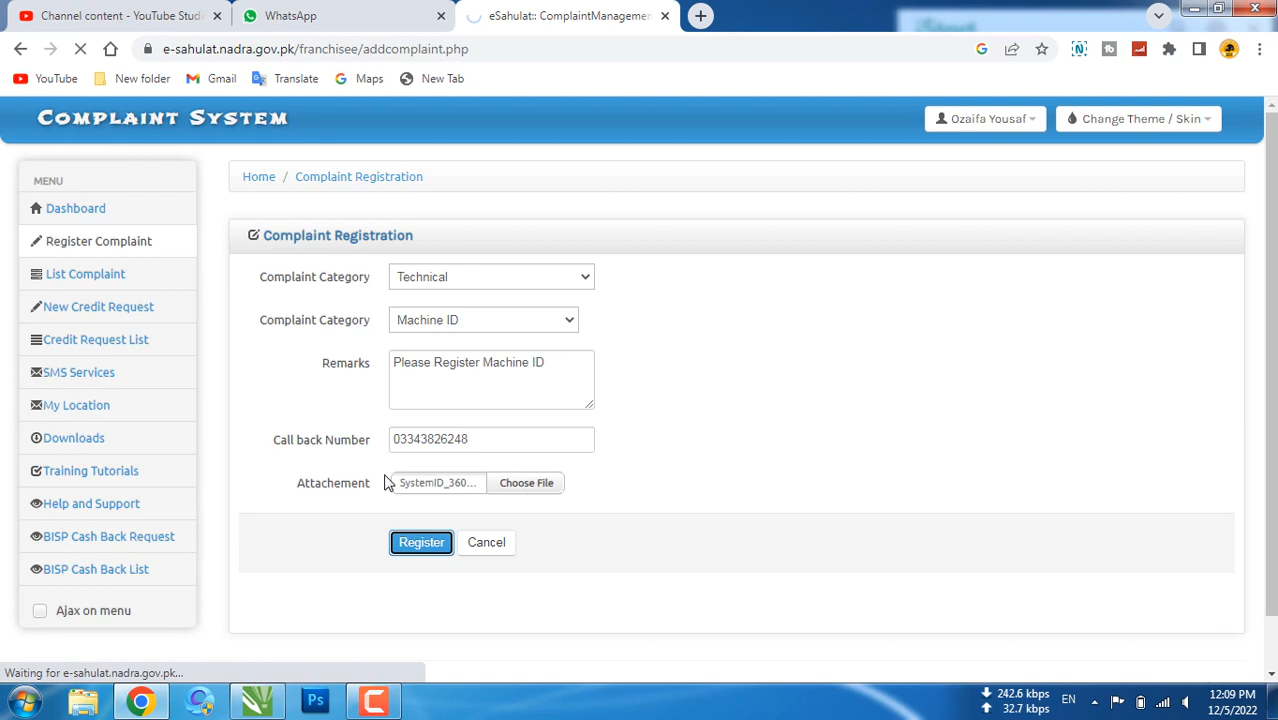 Channel content - YouTube Studi
WhatsApp
eSahulat:: ComplaintManagemen
e-sahulat.nadra.gov.pk/franchisee/addcomplaint.php
YouTube
New folder
Gmail
Translate
Maps
New Tab
COMPLAINT SYSTEM
Ozaifa Yousaf
Change Theme / Skin
MENU
Dashboard
Register Complaint
List Complaint
New Credit Request
Credit Request List
SMS Services
My Location
Downloads
Training Tutorials
Help and Support
BISP Cash Back Request
BISP Cash Back List
Ajax on menu
Home / Complaint Registration
Complaint Registration
Complaint Category Technical
Complaint Category Machine ID
Remarks Please Register Machine ID
Call back Number 03343826248
Attachement SystemID_360... Choose File
Register Cancel
Waiting for e-sahulat.nadra.gov.pk...
Ps
242.6 kbps
32.7 kbps
EN
12:09 PM
12/5/2022